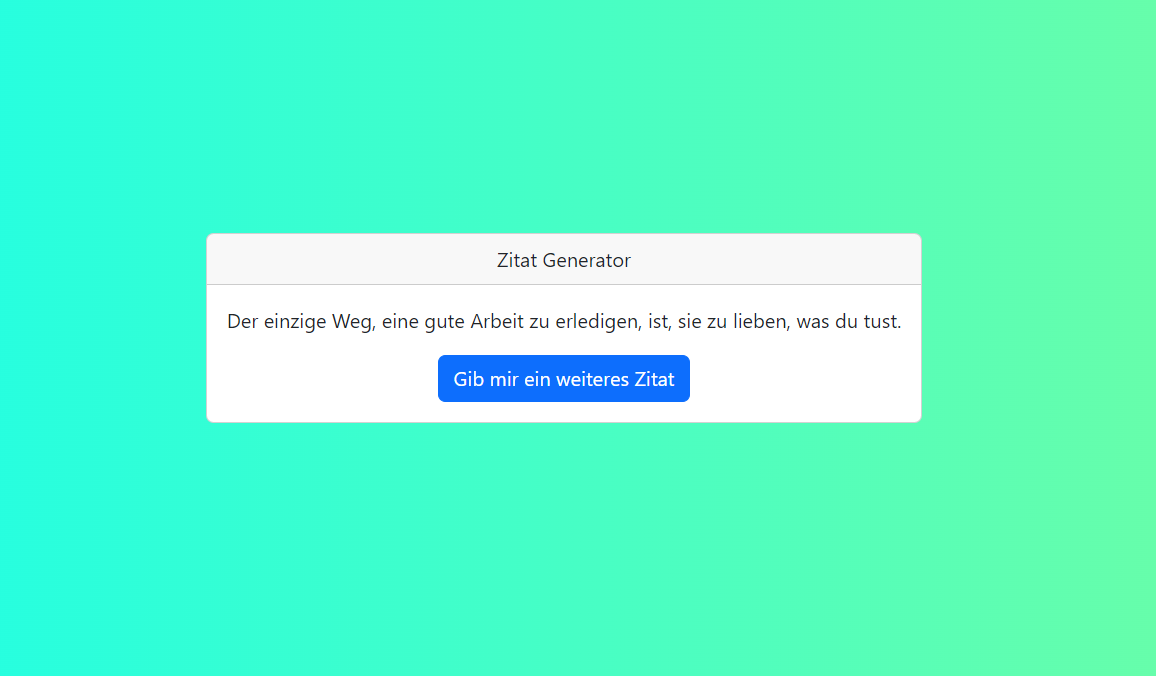 Zitat Generator
Der einzige Weg, eine gute Arbeit zu erledigen, ist, sie zu lieben, was du tust.
Gib mir ein weiteres Zitat